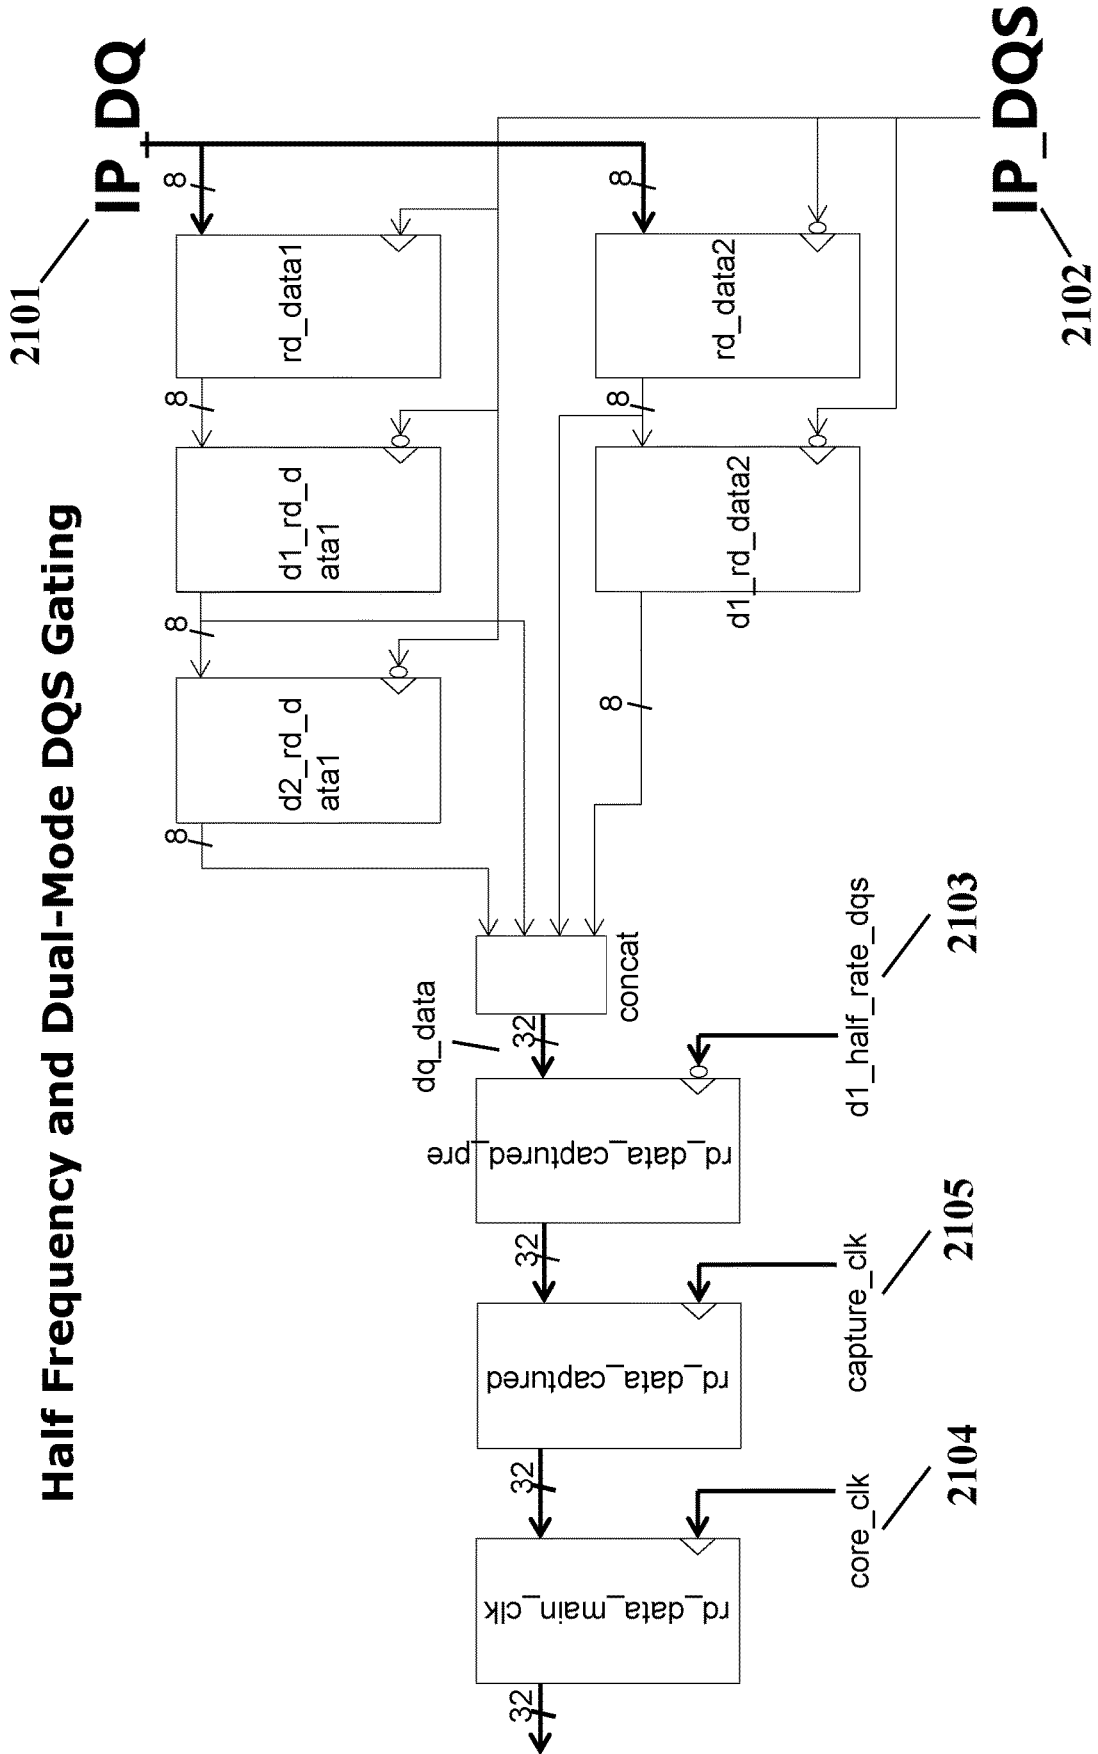 Half Frequency and Dual-Mode DQS Gating
2101
IP_DQ
8
8
rd_data1
8
d1_rd_d
ata1
8
d2_rd_d
ata1
8
rd_data2
8
d1_rd_data2
8
IP_DQS
2102
concat
dq_data
32
rd_data_captured_pre
d1_half_rate_dqs
2103
32
rd_data_captured
capture_clk
2105
32
rd_data_main_clk
core_clk
2104
32